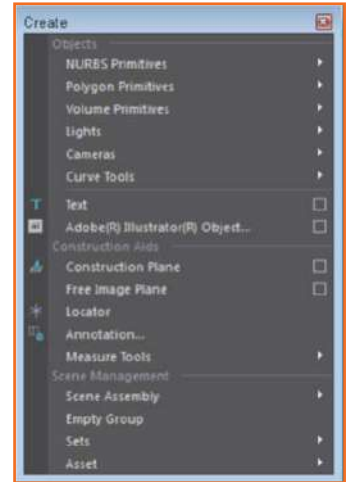 Create
Objects
NURBS Primitives
Polygon Primitives
Volume Primitives
Lights
Cameras
Curve Tools
Text
Adobe(R) Illustrator(R) Object...
Construction Aids
Construction Plane
Free Image Plane
Locator
Annotation...
Measure Tools
Scene Management
Scene Assembly
Empty Group
Sets
Asset